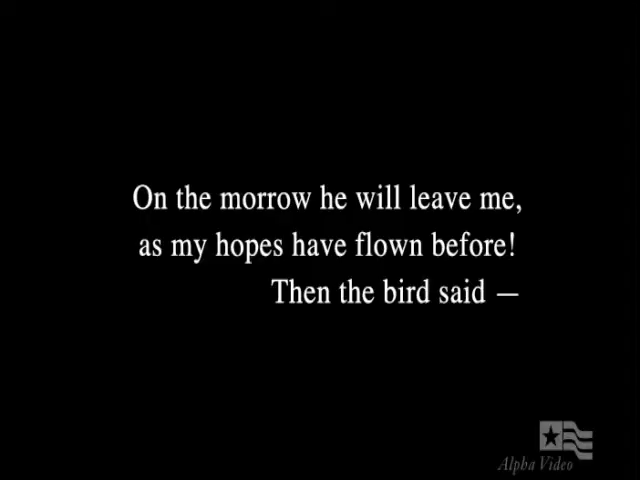 On the morrow he will leave me,
as my hopes have flown before!
Then the bird said —
Alpha Video